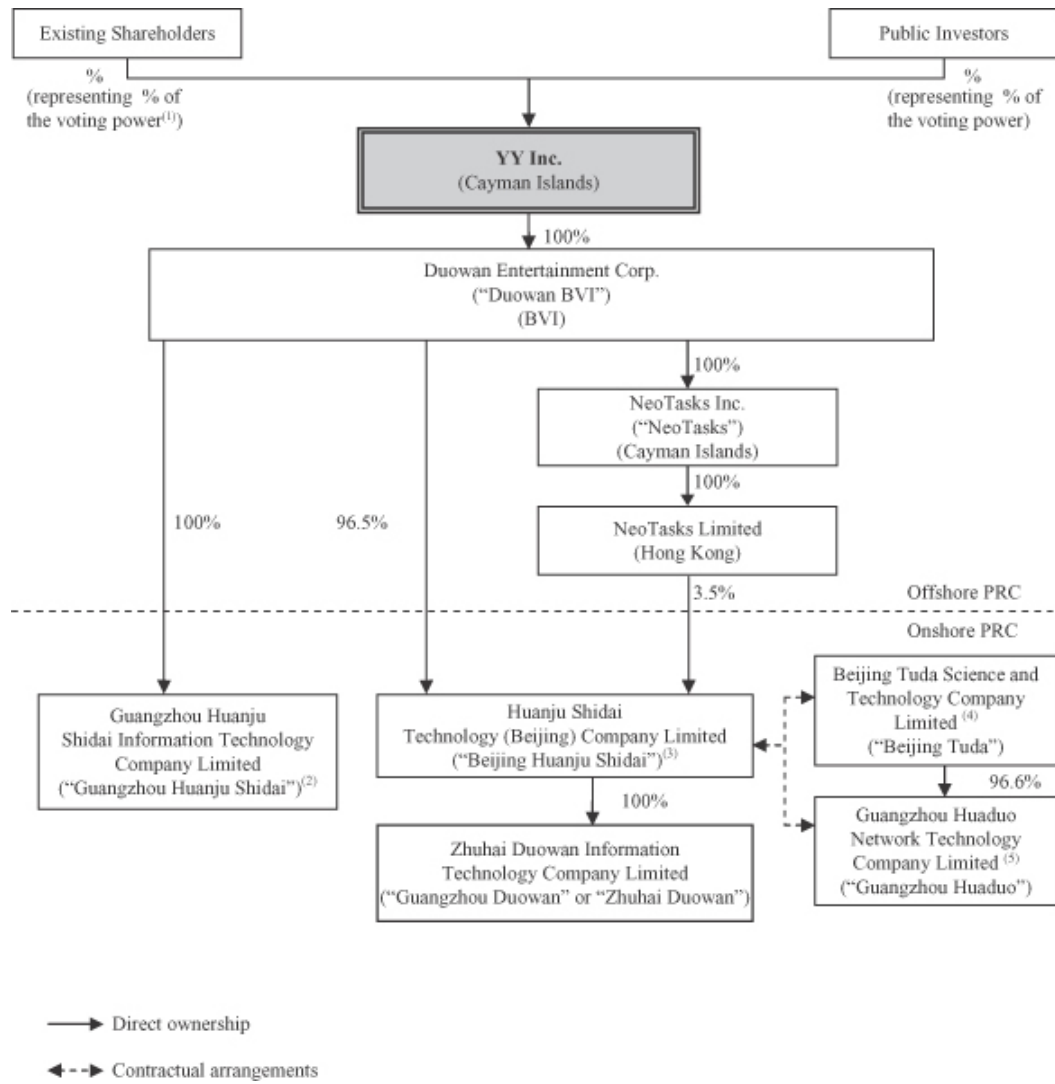 Existing Shareholders
Public Investors
%
(representing % of
the voting power(1))
%
(representing % of
the voting power)
YY Inc.
(Cayman Islands)
100%
Duowan Entertainment Corp.
(“Duowan BVI”)
(BVI)
100%
NeoTasks Inc.
(“NeoTasks”)
(Cayman Islands)
100%
100%
96.5%
NeoTasks Limited
(Hong Kong)
3.5%
Offshore PRC
Onshore PRC
Guangzhou Huanju
Shidai Information Technology
Company Limited
(“Guangzhou Huanju Shidai”)(2)
Huanju Shidai
Technology (Beijing) Company Limited
(“Beijing Huanju Shidai”)(3)
Beijing Tuda Science and
Technology Company
Limited (4)
(“Beijing Tuda”)
100%
96.6%
Zhuhai Duowan Information
Technology Company Limited
(“Guangzhou Duowan” or “Zhuhai Duowan”)
Guangzhou Huaduo
Network Technology
Company Limited (5)
(“Guangzhou Huaduo”)
Direct ownership
Contractual arrangements